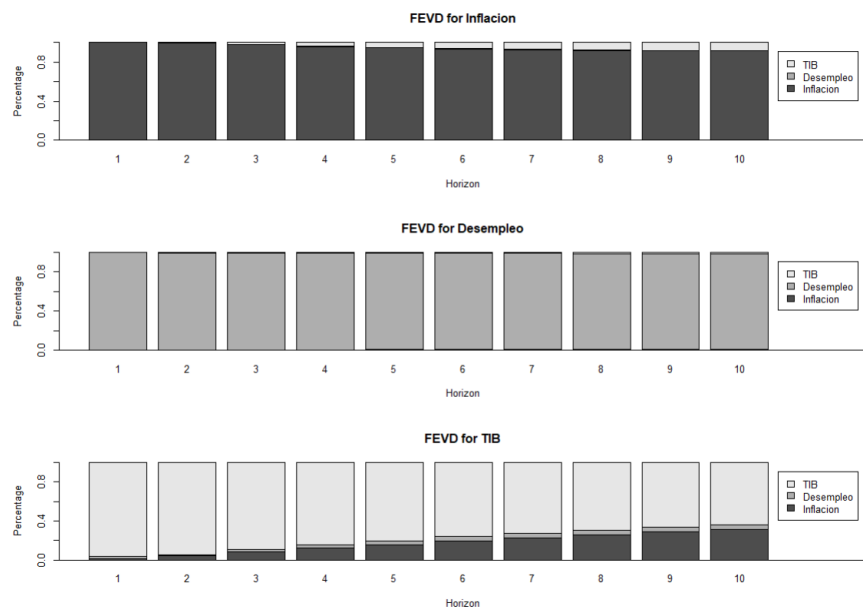 FEVD for Inflacion
Percentage
0.0 0.4 0.8
TIB
Desempleo
Inflacion
1 2 3 4 5 6 7 8 9 10
Horizon
FEVD for Desempleo
Percentage
0.0 0.4 0.8
TIB
Desempleo
Inflacion
1 2 3 4 5 6 7 8 9 10
Horizon
FEVD for TIB
Percentage
0.0 0.4 0.8
TIB
Desempleo
Inflacion
1 2 3 4 5 6 7 8 9 10
Horizon